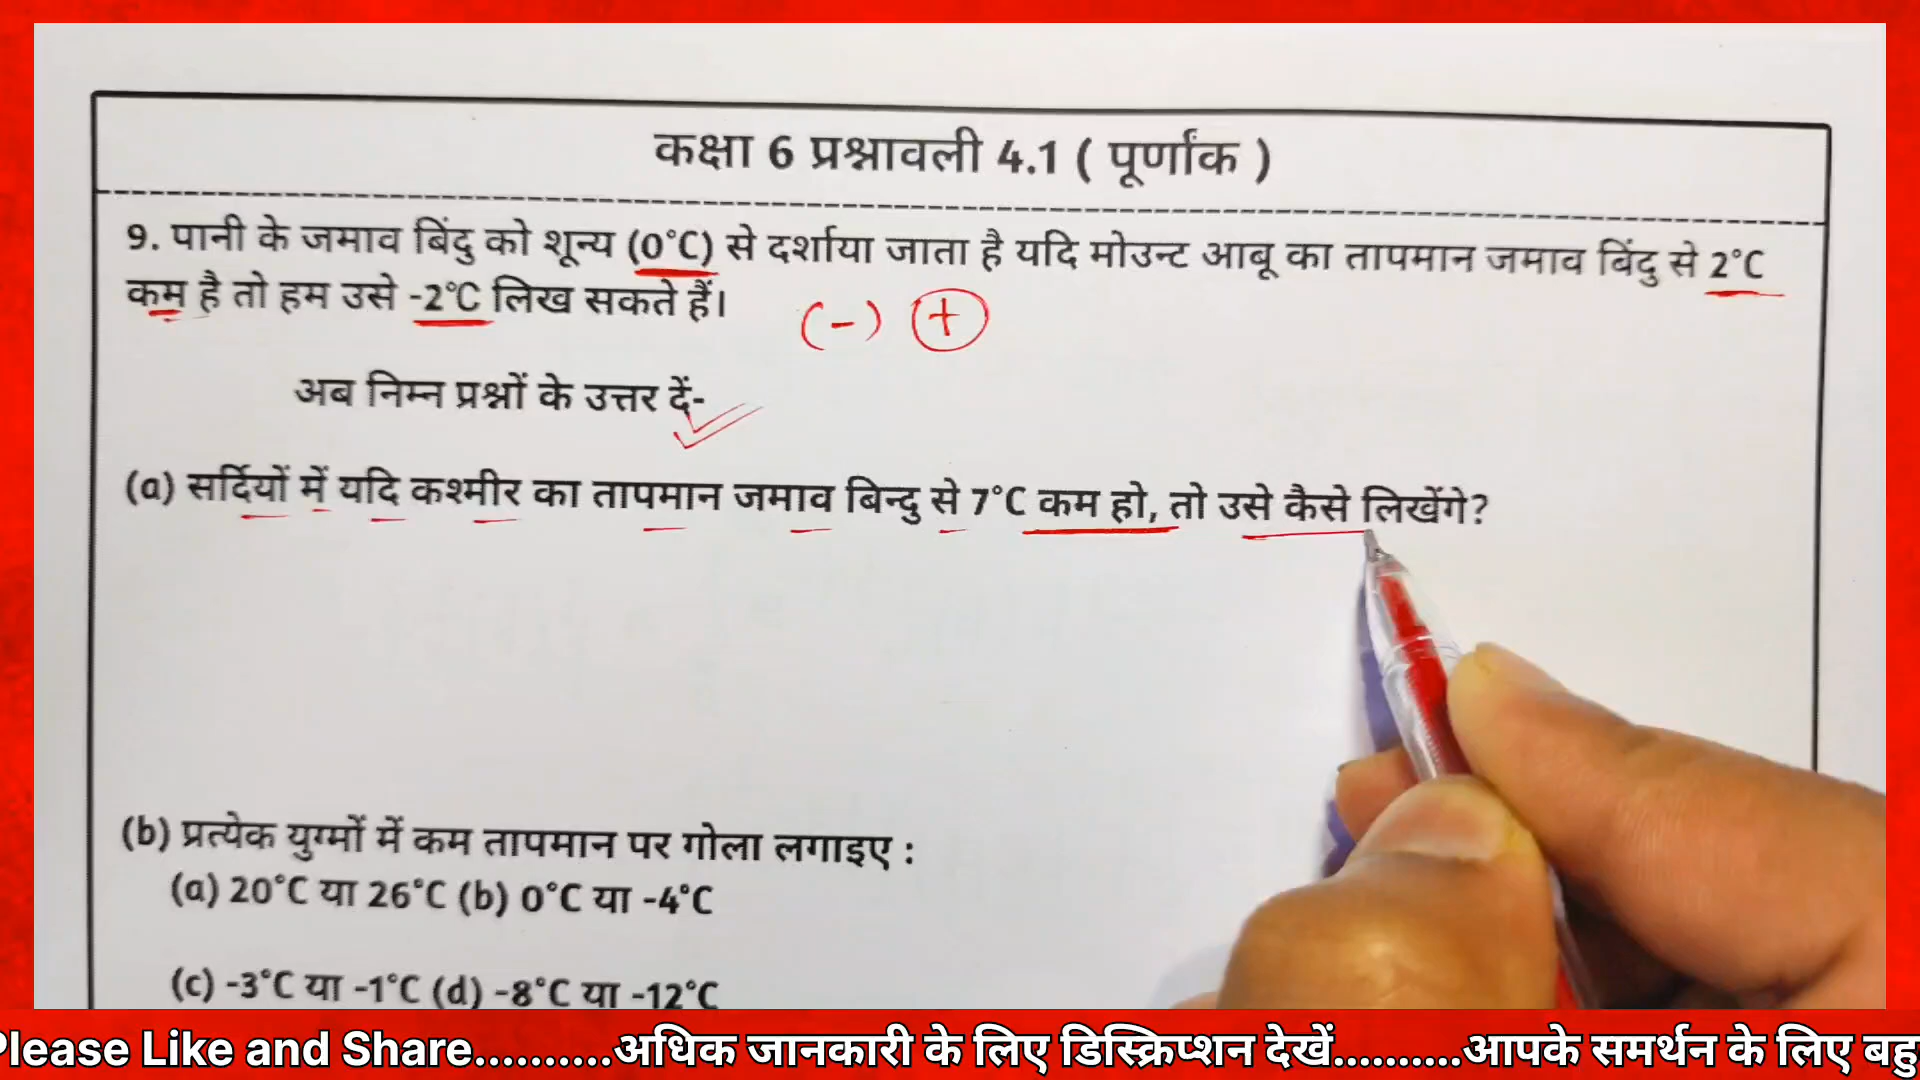 कक्षा 6 प्रश्नावली 4.1 ( पूर्णांक )
9. पानी के जमाव बिंदु को शून्य (0°C) से दर्शाया जाता है यदि मोउन्ट आबू का तापमान जमाव बिंदु से 2°C
कम है तो हम उसे -2°C लिख सकते हैं।
(-) (+)
अब निम्न प्रश्नों के उत्तर दें-
(a) सर्दियों में यदि कश्मीर का तापमान जमाव बिन्दु से 7°C कम हो, तो उसे कैसे लिखेंगे?
(b) प्रत्येक युग्मों में कम तापमान पर गोला लगाइए :
(a) 20°C या 26°C (b) 0°C या -4°C
(c) -3°C या -1°C (d) -8°C या -12°C
Please Like and Share..........अधिक जानकारी के लिए डिस्क्रिप्शन देखें..........आपके समर्थन के लिए